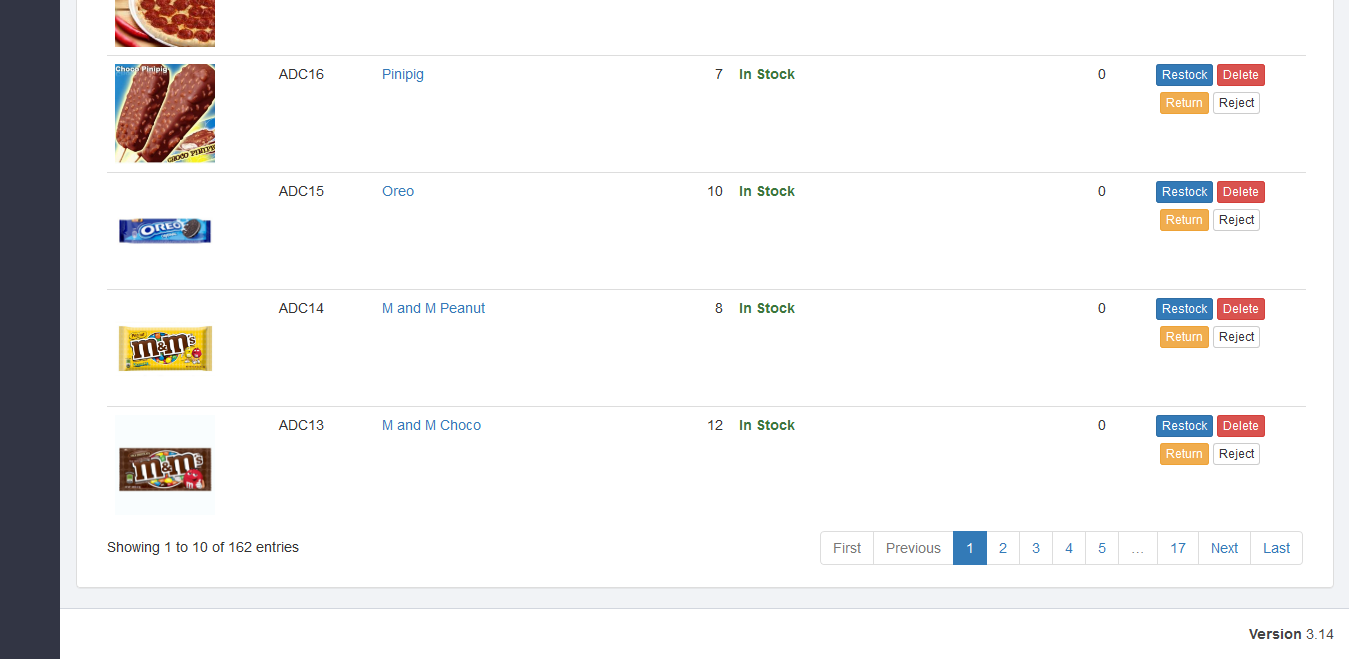 Choco Pinipig
CHOCO PINIPIG
ADC16 Pinipig 7 In Stock 0 Restock Delete
Return Reject
ADC15 Oreo 10 In Stock 0 Restock Delete
Return Reject
OREO
ADC14 M and M Peanut 8 In Stock 0 Restock Delete
Return Reject
m&m's
ADC13 M and M Choco 12 In Stock 0 Restock Delete
Return Reject
m&m's
Showing 1 to 10 of 162 entries First Previous 1 2 3 4 5 … 17 Next Last
Version 3.14